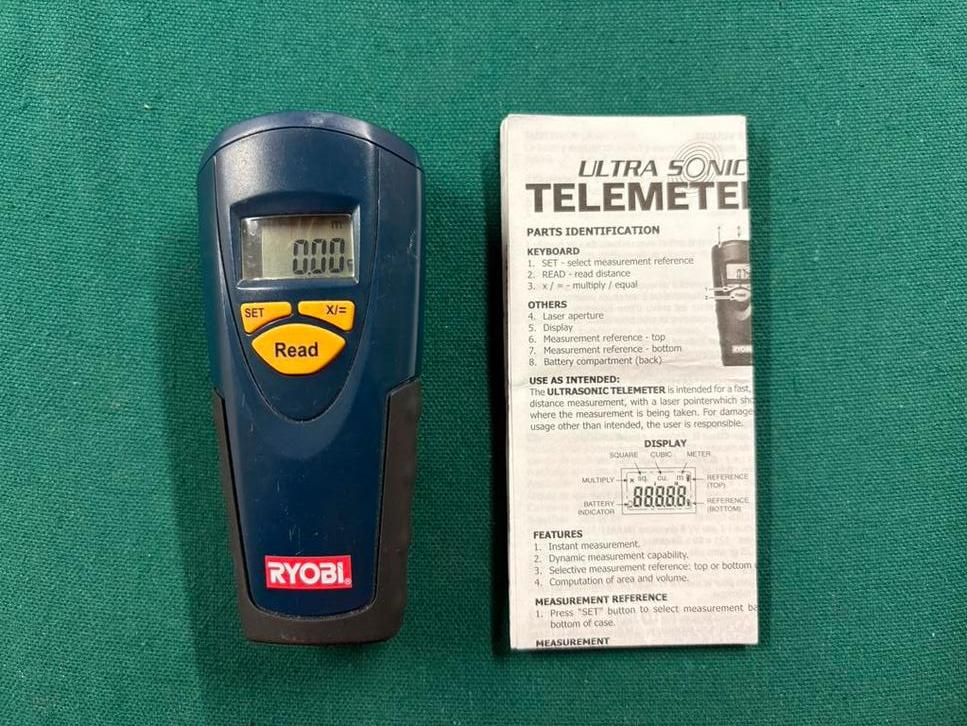 m
0.00
SET
X/=
Read
RYOBI®
ULTRA SONIC
TELEMETE
PARTS IDENTIFICATION
KEYBOARD
1. SET - select measurement reference
2. READ - read distance
3. x / = - multiply / equal
OTHERS
4. Laser aperture
5. Display
6. Measurement reference - top
7. Measurement reference - bottom
8. Battery compartment (back)
USE AS INTENDED:
The ULTRASONIC TELEMETER is intended for a fast,
distance measurement, with a laser pointerwhich sho
where the measurement is being taken. For damage
usage other than intended, the user is responsible.
DISPLAY
SQUARE CUBIC METER
MULTIPLY
x sq. cu. m
REFERENCE
(TOP)
88888
BATTERY
INDICATOR
REFERENCE
(BOTTOM)
FEATURES
1. Instant measurement.
2. Dynamic measurement capability.
3. Selective measurement reference: top or bottom
4. Computation of area and volume.
MEASUREMENT REFERENCE
1. Press "SET" button to select measurement ba
bottom of case.
MEASUREMENT